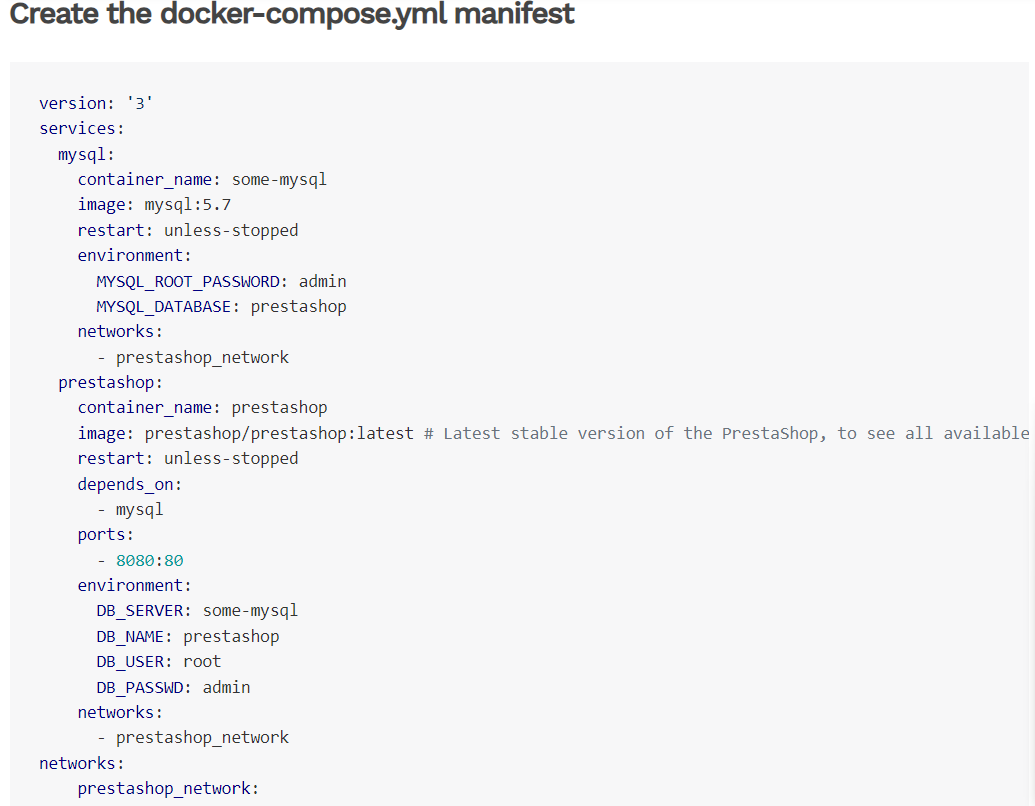 Create the docker-compose.yml manifest
version: '3'
services:
  mysql:
    container_name: some-mysql
    image: mysql:5.7
    restart: unless-stopped
    environment:
      MYSQL_ROOT_PASSWORD: admin
      MYSQL_DATABASE: prestashop
    networks:
      - prestashop_network
  prestashop:
    container_name: prestashop
    image: prestashop/prestashop:latest # Latest stable version of the PrestaShop, to see all available
    restart: unless-stopped
    depends_on:
      - mysql
    ports:
      - 8080:80
    environment:
      DB_SERVER: some-mysql
      DB_NAME: prestashop
      DB_USER: root
      DB_PASSWD: admin
    networks:
      - prestashop_network
networks:
    prestashop_network: